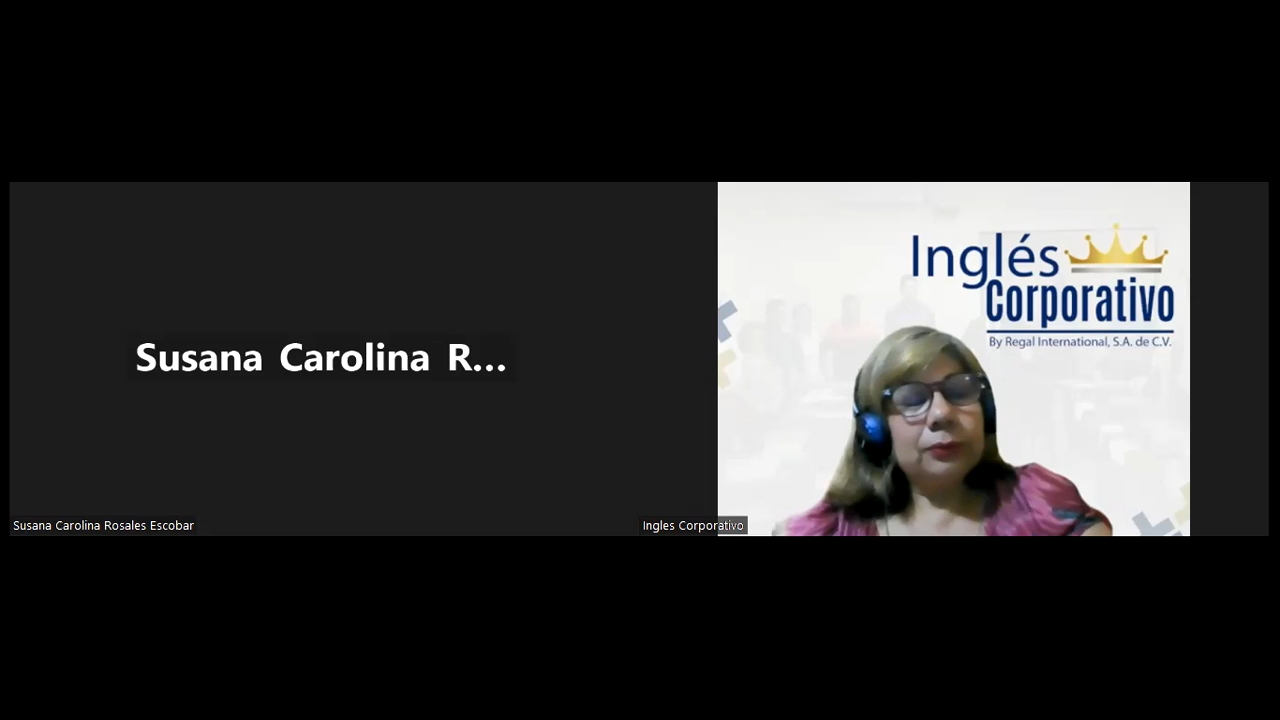 Susana Carolina R...
Susana Carolina Rosales Escobar
Inglés
Corporativo
By Regal International, S.A. de C.V.
Ingles Corporativo